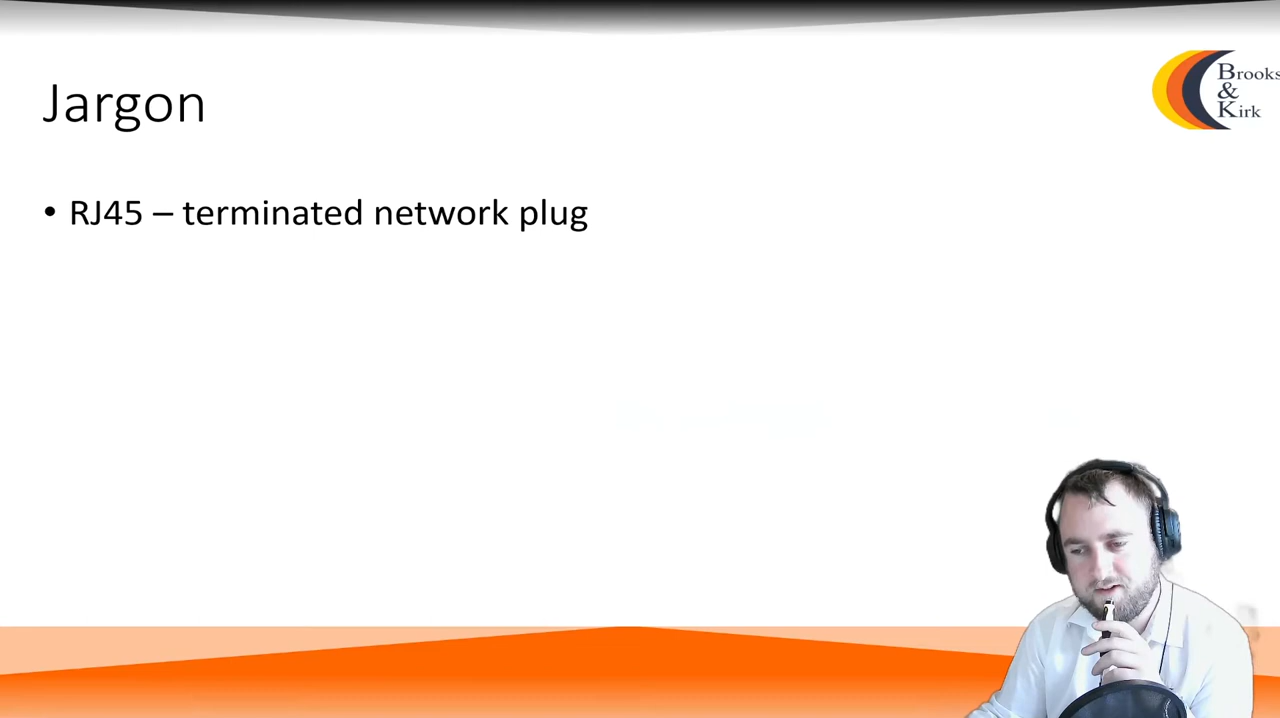 Jargon
Brooks
&
Kirk
• RJ45 – terminated network plug